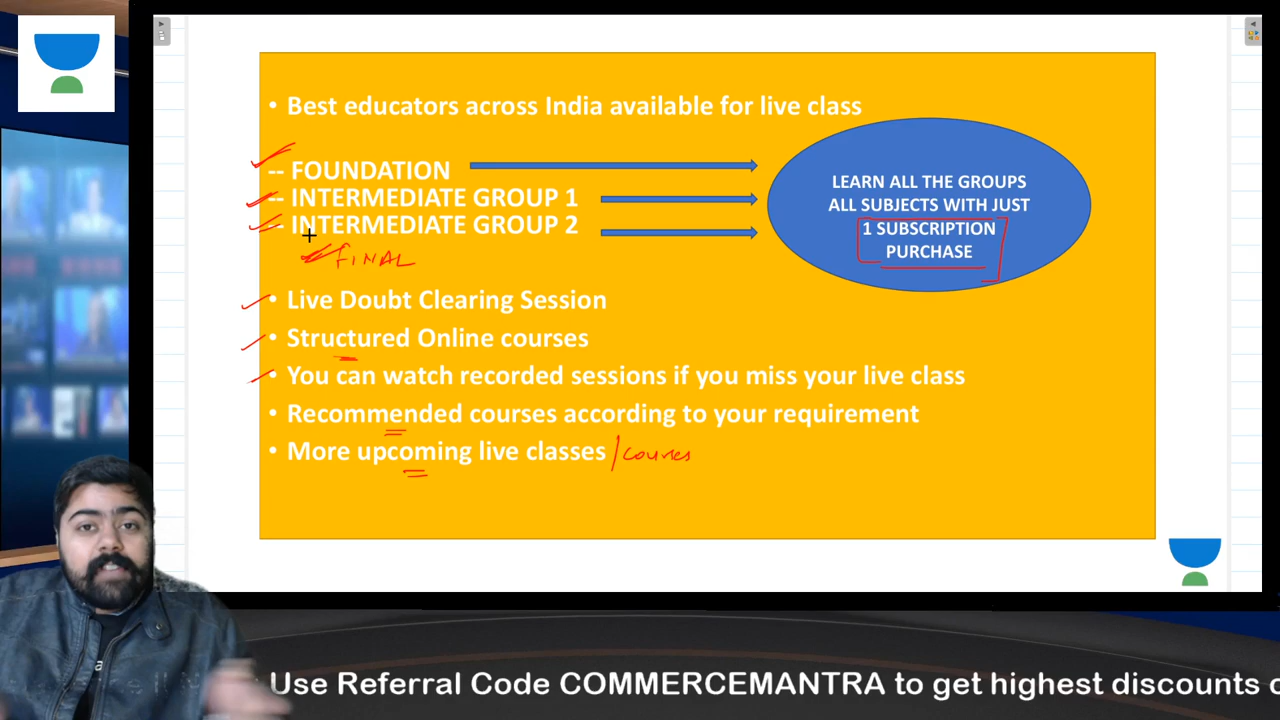 • Best educators across India available for live class
-- FOUNDATION
-- INTERMEDIATE GROUP 1
-- INTERMEDIATE GROUP 2
FINAL
LEARN ALL THE GROUPS
ALL SUBJECTS WITH JUST
1 SUBSCRIPTION
PURCHASE
• Live Doubt Clearing Session
• Structured Online courses
• You can watch recorded sessions if you miss your live class
• Recommended courses according to your requirement
• More upcoming live classes / courses
Use Referral Code COMMERCEMANTRA to get highest discounts